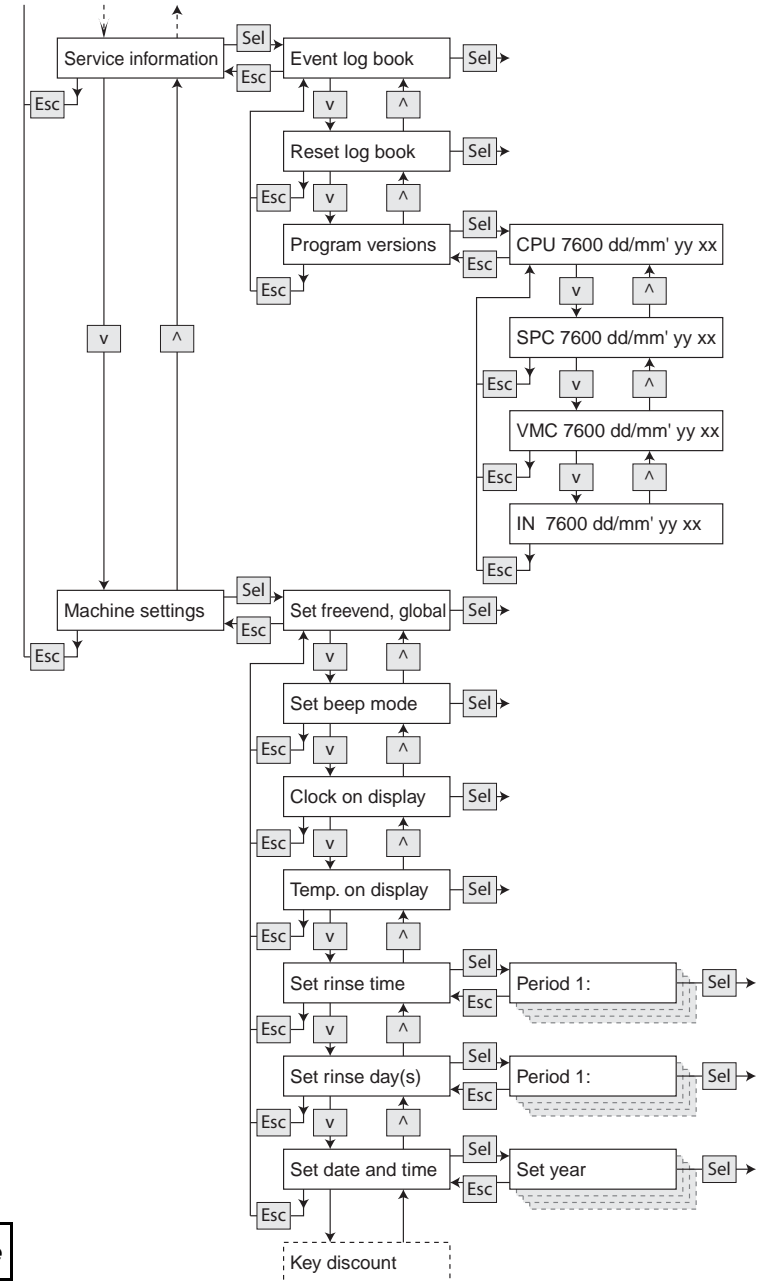 Service information
Sel
Esc
Event log book
Sel
Esc
v
^
Reset log book
Sel
Esc
v
^
Program versions
Sel
Esc
CPU 7600 dd/mm' yy xx
Esc
v
^
SPC 7600 dd/mm' yy xx
Esc
v
^
VMC 7600 dd/mm' yy xx
Esc
v
^
IN 7600 dd/mm' yy xx
Esc
v
^
Machine settings
Sel
Esc
Set freevend, global
Sel
Esc
v
^
Set beep mode
Sel
Esc
v
^
Clock on display
Sel
Esc
v
^
Temp. on display
Sel
Esc
v
^
Set rinse time
Sel
Esc
Period 1:
Sel
Esc
v
^
Set rinse day(s)
Sel
Esc
Period 1:
Sel
Esc
v
^
Set date and time
Sel
Esc
Set year
Sel
Esc
Key discount
e